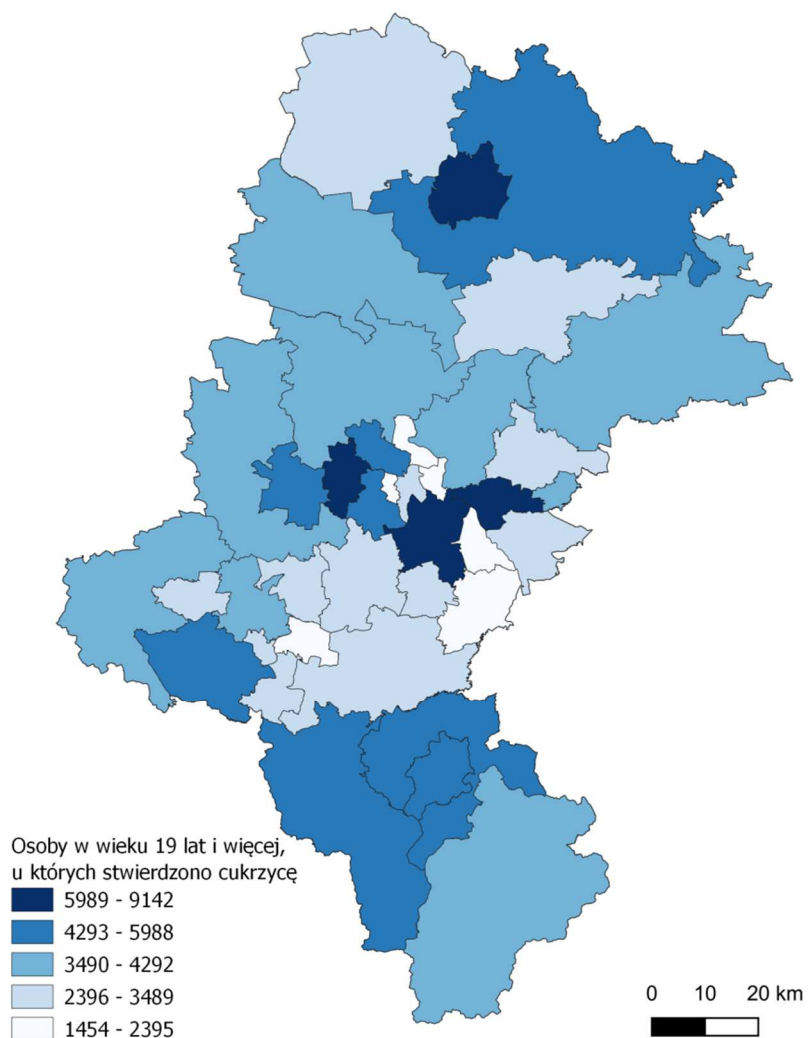 Osoby w wieku 19 lat i więcej,
u których stwierdzono cukrzycę
5989 - 9142
4293 - 5988
3490 - 4292
2396 - 3489
1454 - 2395
0 10 20 km